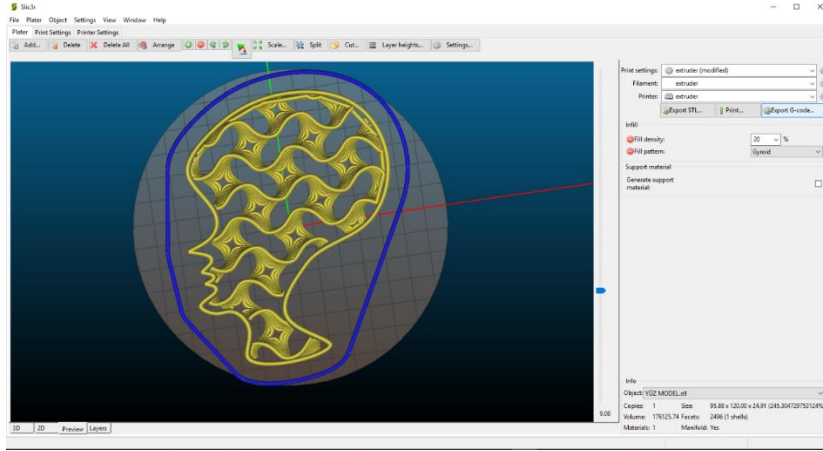 Slic3r
File Plater Object Settings View Window Help
Plater Print Settings Printer Settings
Add... Delete Delete All Arrange Scale... Split Cut... Layer heights... Settings...
Print settings: extruder (modified)
Filament: extruder
Printer: extruder
Export STL... Print... Export G-code...
Infill
Fill density: 20 %
Fill pattern: Gyroid
Support material
Generate support
material:
Info
Object: YÜZ MODEL.stl
Copies: 1 Size: 95.88 x 120.00 x 24.91 (245.304729753124%
Volume: 176125.74 Facets: 2496 (1 shells)
Materials: 1 Manifold: Yes
9.00
3D 2D Preview Layers